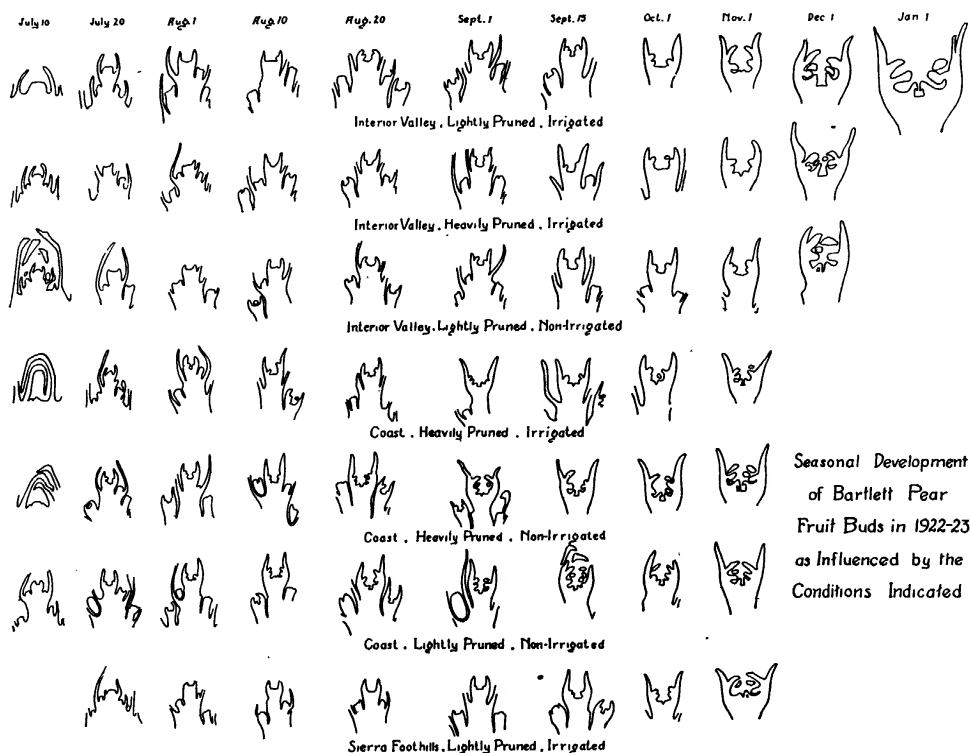 July 10 July 20 Aug. 1 Aug. 10 Aug. 20 Sept. 1 Sept. 15 Oct. 1 Nov. 1 Dec 1 Jan 1
Interior Valley . Lightly Pruned . Irrigated
Interior Valley . Heavily Pruned . Irrigated
Interior Valley. Lightly Pruned . Non-Irrigated
Coast . Heavily Pruned . Irrigated
Coast . Heavily Pruned . Non-Irrigated
Coast . Lightly Pruned . Non-Irrigated
Sierra Foothills. Lightly Pruned . Irrigated
Seasonal Development
of Bartlett Pear
Fruit Buds in 1922-23
as Influenced by the
Conditions Indicated